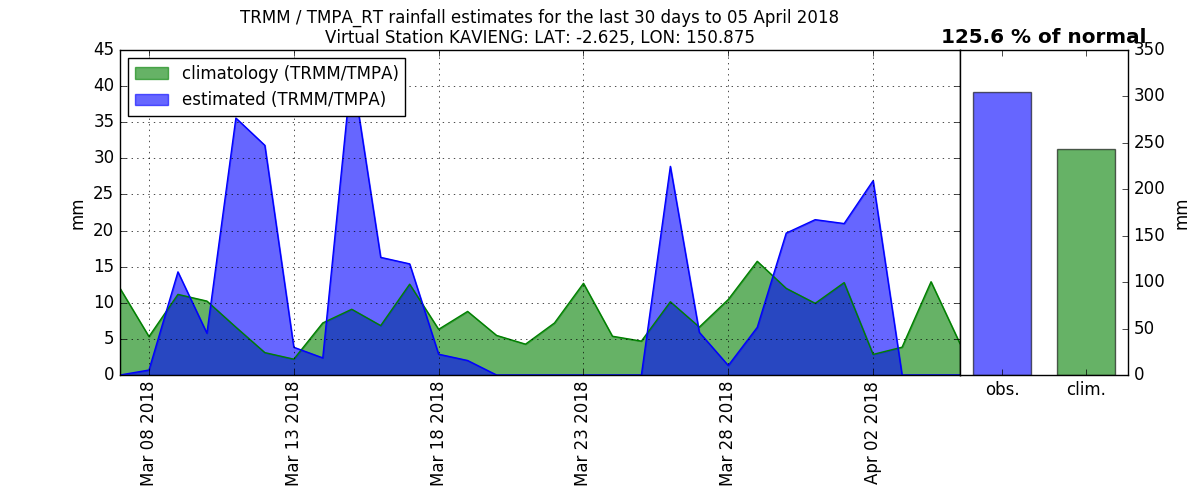 TRMM / TMPA_RT rainfall estimates for the last 30 days to 05 April 2018
Virtual Station KAVIENG: LAT: -2.625, LON: 150.875
125.6 % of normal
climatology (TRMM/TMPA)
estimated (TRMM/TMPA)
45
40
35
30
25
20
15
10
5
0
mm
Mar 08 2018
Mar 13 2018
Mar 18 2018
Mar 23 2018
Mar 28 2018
Apr 02 2018
350
300
250
200
150
100
50
0
mm
obs.
clim.